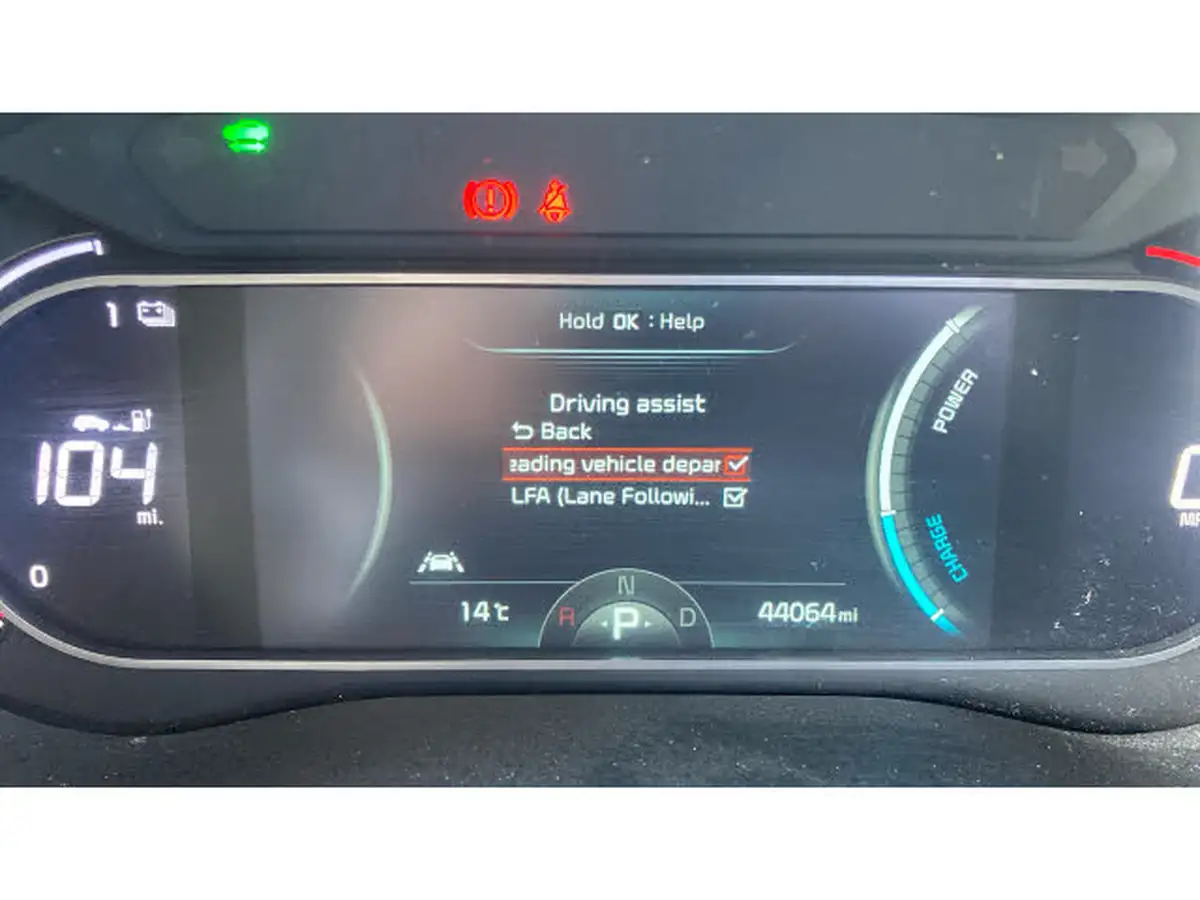 1
Hold OK : Help
Driving assist
Back
eading vehicle depar
LFA (Lane Followi...
104
mi.
0
POWER
CHARGE
N
14°C
R
P
D
44064mi